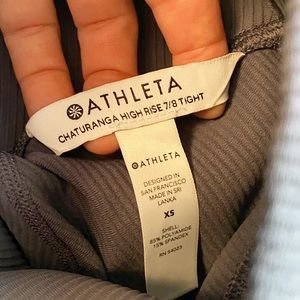 ATHLETA
CHATURANGA HIGH RISE 7/8 TIGHT
ATHLETA
DESIGNED IN
SAN FRANCISCO
MADE IN SRI
LANKA
XS
SHELL:
85% POLYAMIDE
15% SPANDEX
RN 54023